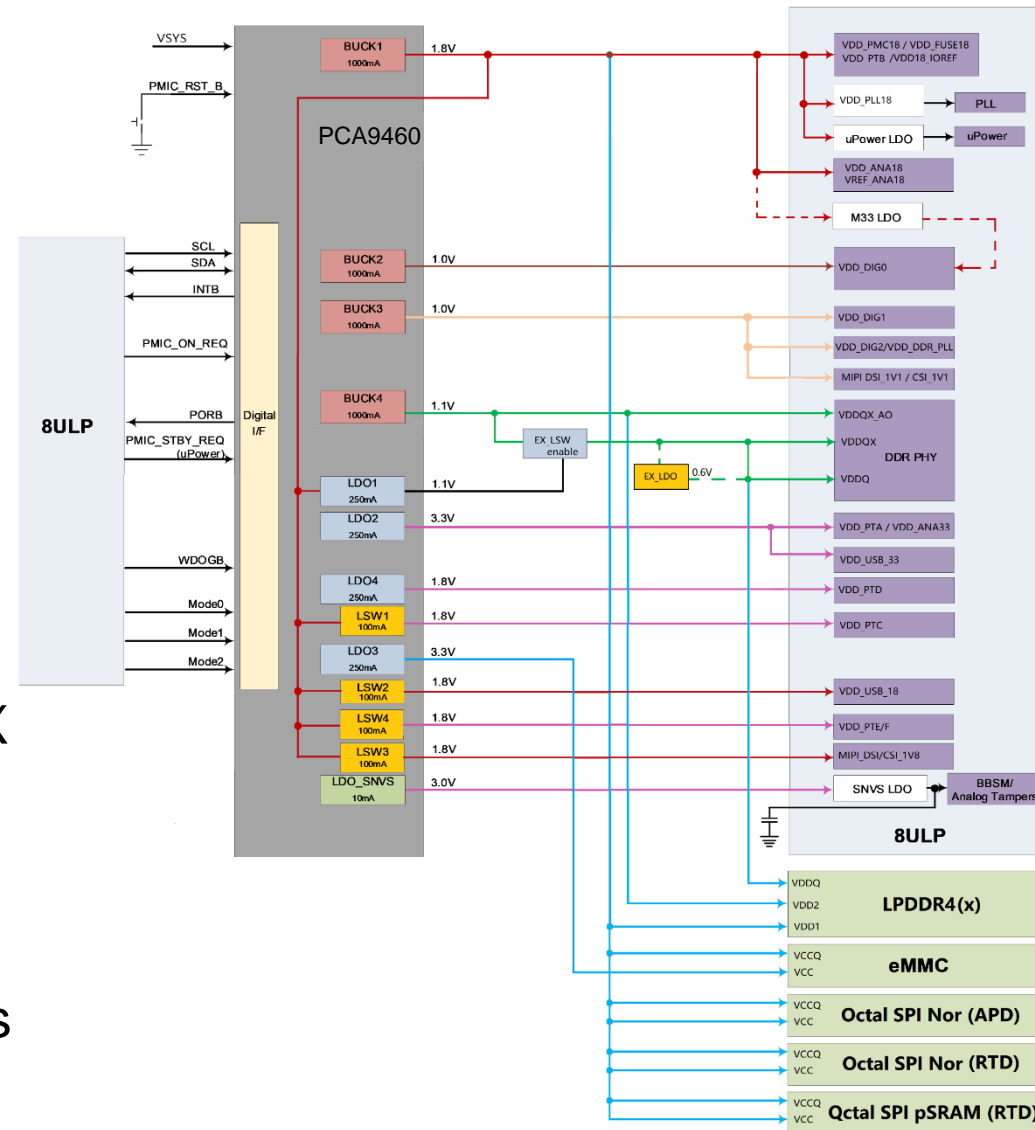 VSYS
PMIC_RST_B
PCA9460
BUCK1
1000mA
1.8V
VDD_PMC18 / VDD_FUSE18
VDD PTB /VDD18_IOREF
VDD_PLL18
PLL
uPower LDO
uPower
VDD_ANA18
VREF_ANA18
M33 LDO
8ULP
SCL
SDA
INTB
PMIC_ON_REQ
PORB
PMIC_STBY_REQ
(uPower)
WDOGB
Mode0
Mode1
Mode2
Digital
I/F
BUCK2
1000mA
1.0V
VDD_DIG0
BUCK3
1000mA
1.0V
VDD_DIG1
VDD_DIG2/VDD_DDR_PLL
MIPI DSI_1V1 / CSI_1V1
BUCK4
1000mA
1.1V
EX_LSW
enable
EX_LDO
0.6V
VDDQX_AO
VDDQX
DDR PHY
VDDQ
LDO1
250mA
1.1V
LDO2
250mA
3.3V
VDD_PTA / VDD_ANA33
VDD_USB_33
LDO4
250mA
1.8V
VDD_PTD
LSW1
100mA
1.8V
VDD_PTC
LDO3
250mA
3.3V
LSW2
100mA
1.8V
VDD_USB_18
X
LSW4
100mA
1.8V
VDD_PTE/F
LSW3
100mA
1.8V
MIPI_DSI/CSI_1V8
LDO_SNVS
10mA
3.0V
SNVS LDO
BBSM/
Analog Tampers
8ULP
VDDQ
VDD2
VDD1
LPDDR4(x)
VCCQ
VCC
eMMC
s
VCCQ
VCC
Octal SPI Nor (APD)
VCCQ
VCC
Octal SPI Nor (RTD)
VCCQ
VCC
Qctal SPI pSRAM (RTD)